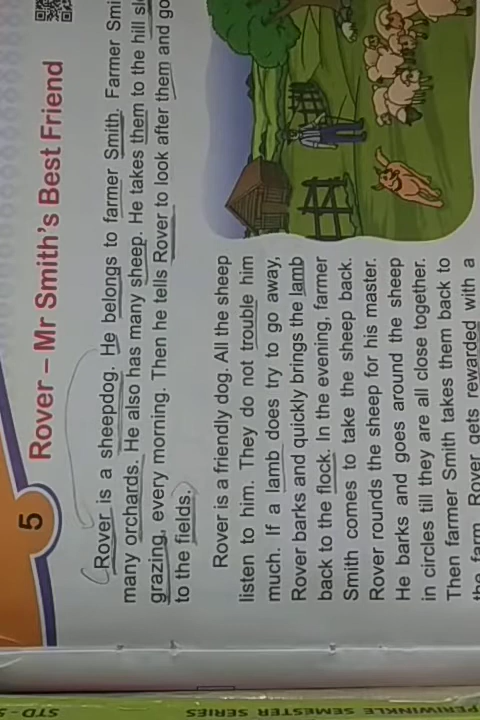 5
Rover – Mr Smith's Best Friend
Rover is a sheepdog. He belongs to farmer Smith. Farmer
many orchards. He also has many sheep. He takes them to the hill
grazing, every morning. Then he tells Rover to look after them and
to the fields.
Rover is a friendly dog. All the sheep
listen to him. They do not trouble him
much. If a lamb does try to go away,
Rover barks and quickly brings the lamb
back to the flock. In the evening, farmer
Smith comes to take the sheep back.
Rover rounds the sheep for his master.
He barks and goes around the sheep
in circles till they are all close together.
Then farmer Smith takes them back to
the farm. Rover gets rewarded with a
PERIWINKLE SEMESTER SERIES
STD-